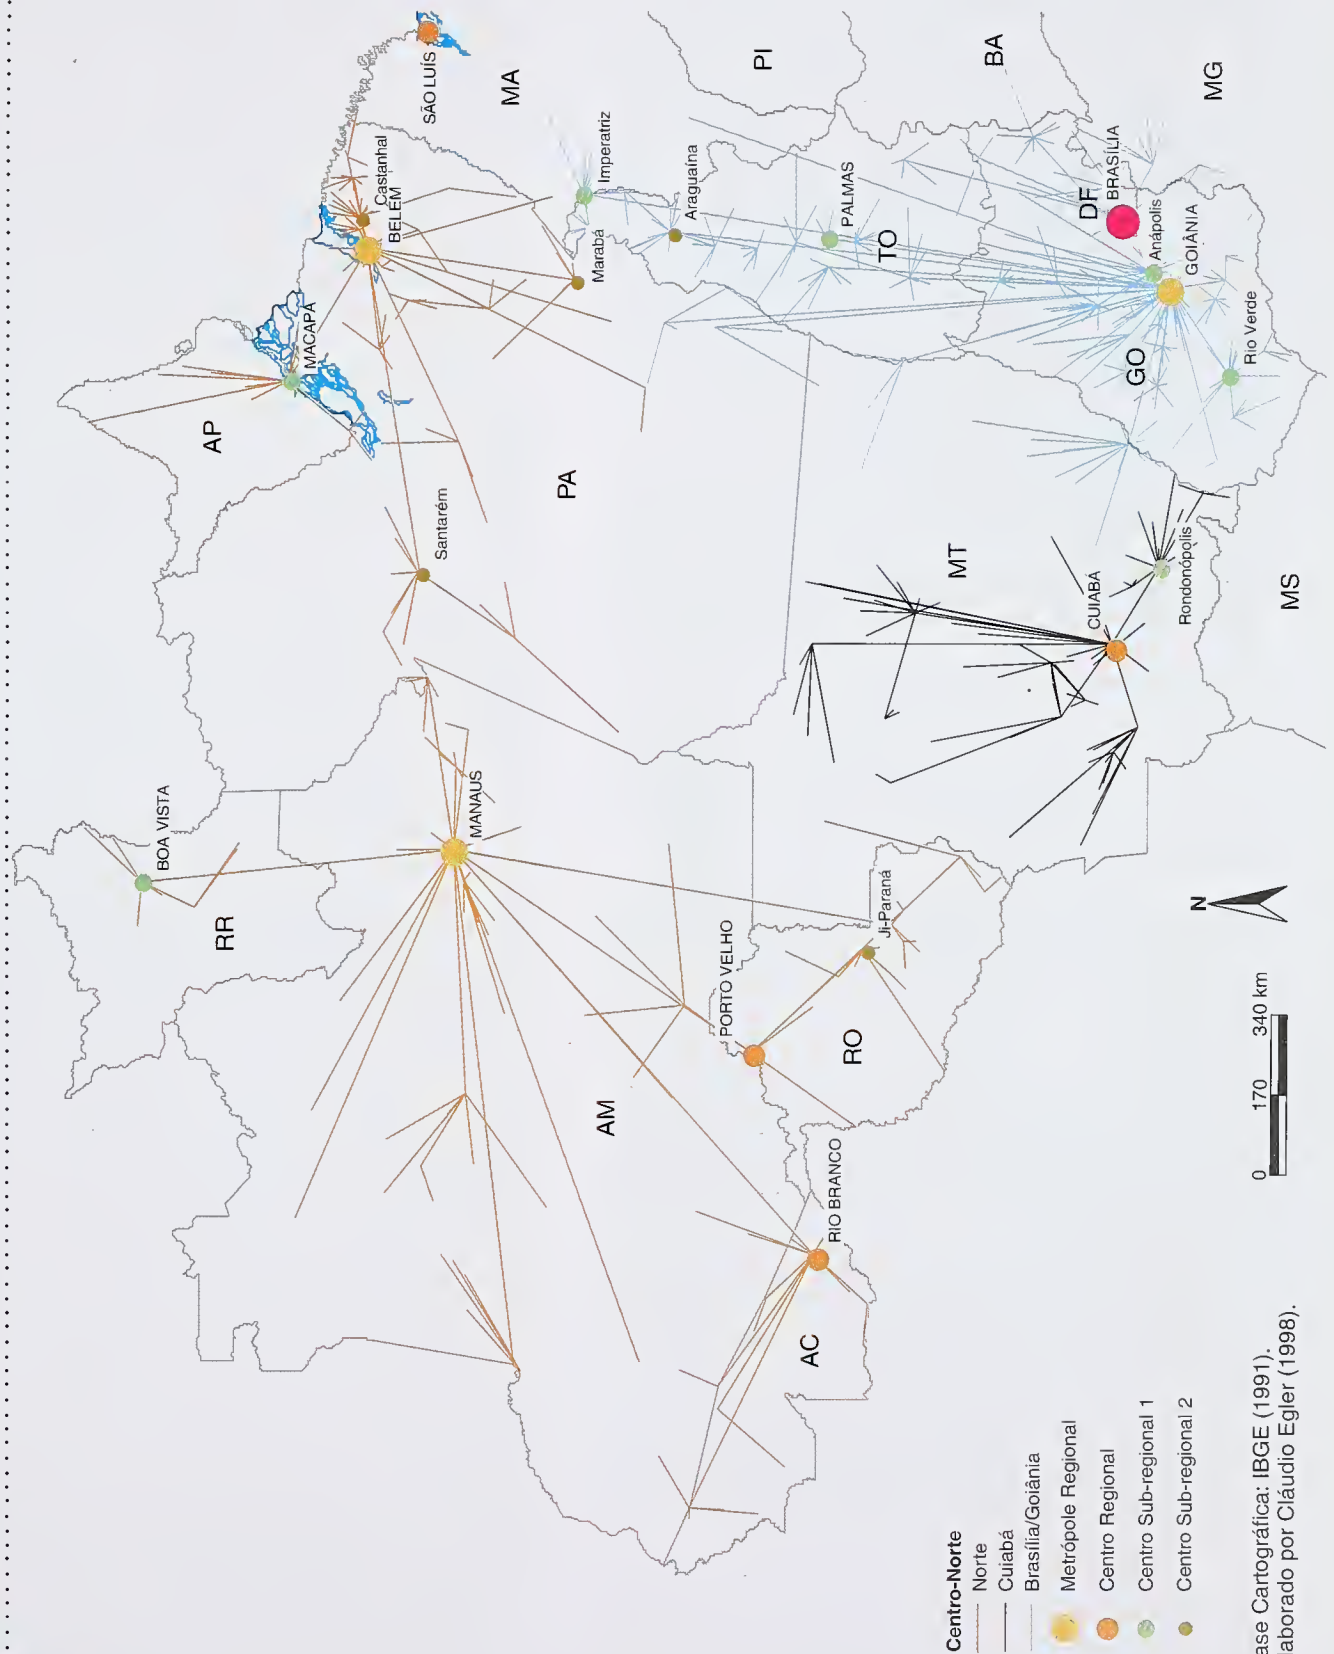 SÃO LUÍS
MA
PI
BA
MG
Castanhal
BELÉM
Imperatriz
Araguaína
PALMAS
TO
DF
BRASÍLIA
Anápolis
GOIÂNIA
Marabá
MACAPÁ
AP
Rio Verde
GO
Santarém
PA
MT
CUIABÁ
Rondonópolis
MS
BOA VISTA
RR
MANAUS
Ji-Paraná
PORTO VELHO
RO
AM
RIO BRANCO
AC
N
0 170 340 km
Centro-Norte
Norte
Cuiabá
Brasília/Goiânia
Metrópole Regional
Centro Regional
Centro Sub-regional 1
Centro Sub-regional 2
ase Cartográfica: IBGE (1991).
laborado por Cláudio Egler (1998).